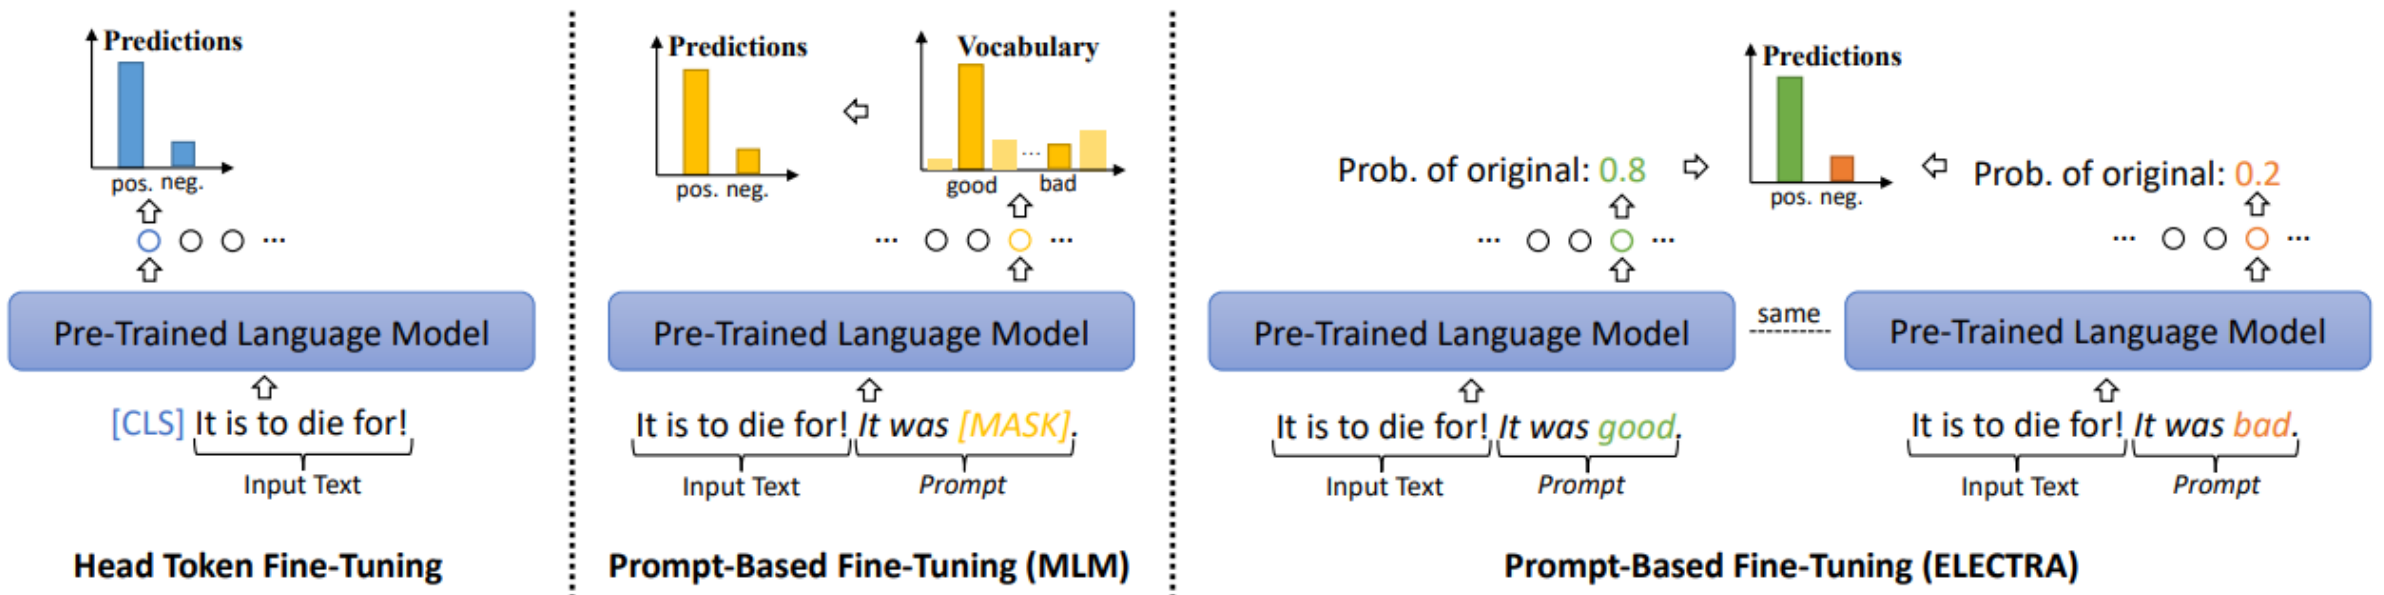 Predictions
pos. neg.
...
Pre-Trained Language Model
[CLS] It is to die for!
Input Text
Head Token Fine-Tuning
Predictions
pos. neg.
Vocabulary
...
good bad
... ...
Pre-Trained Language Model
It is to die for! It was [MASK].
Input Text Prompt
Prompt-Based Fine-Tuning (MLM)
Predictions
pos. neg.
Prob. of original: 0.8
... ...
Pre-Trained Language Model
It is to die for! It was good.
Input Text Prompt
same
Prob. of original: 0.2
... ...
Pre-Trained Language Model
It is to die for! It was bad.
Input Text Prompt
Prompt-Based Fine-Tuning (ELECTRA)